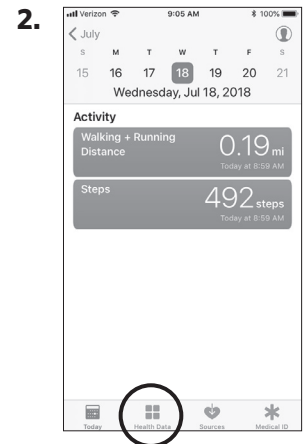 2.
Verizon 9:05 AM 100%
July
S M T W T F S
15 16 17 18 19 20 21
Wednesday, Jul 18, 2018
Activity
Walking + Running
Distance
0.19 mi
Today at 8:59 AM
Steps
492 steps
Today at 8:59 AM
Today Health Data Sources Medical ID